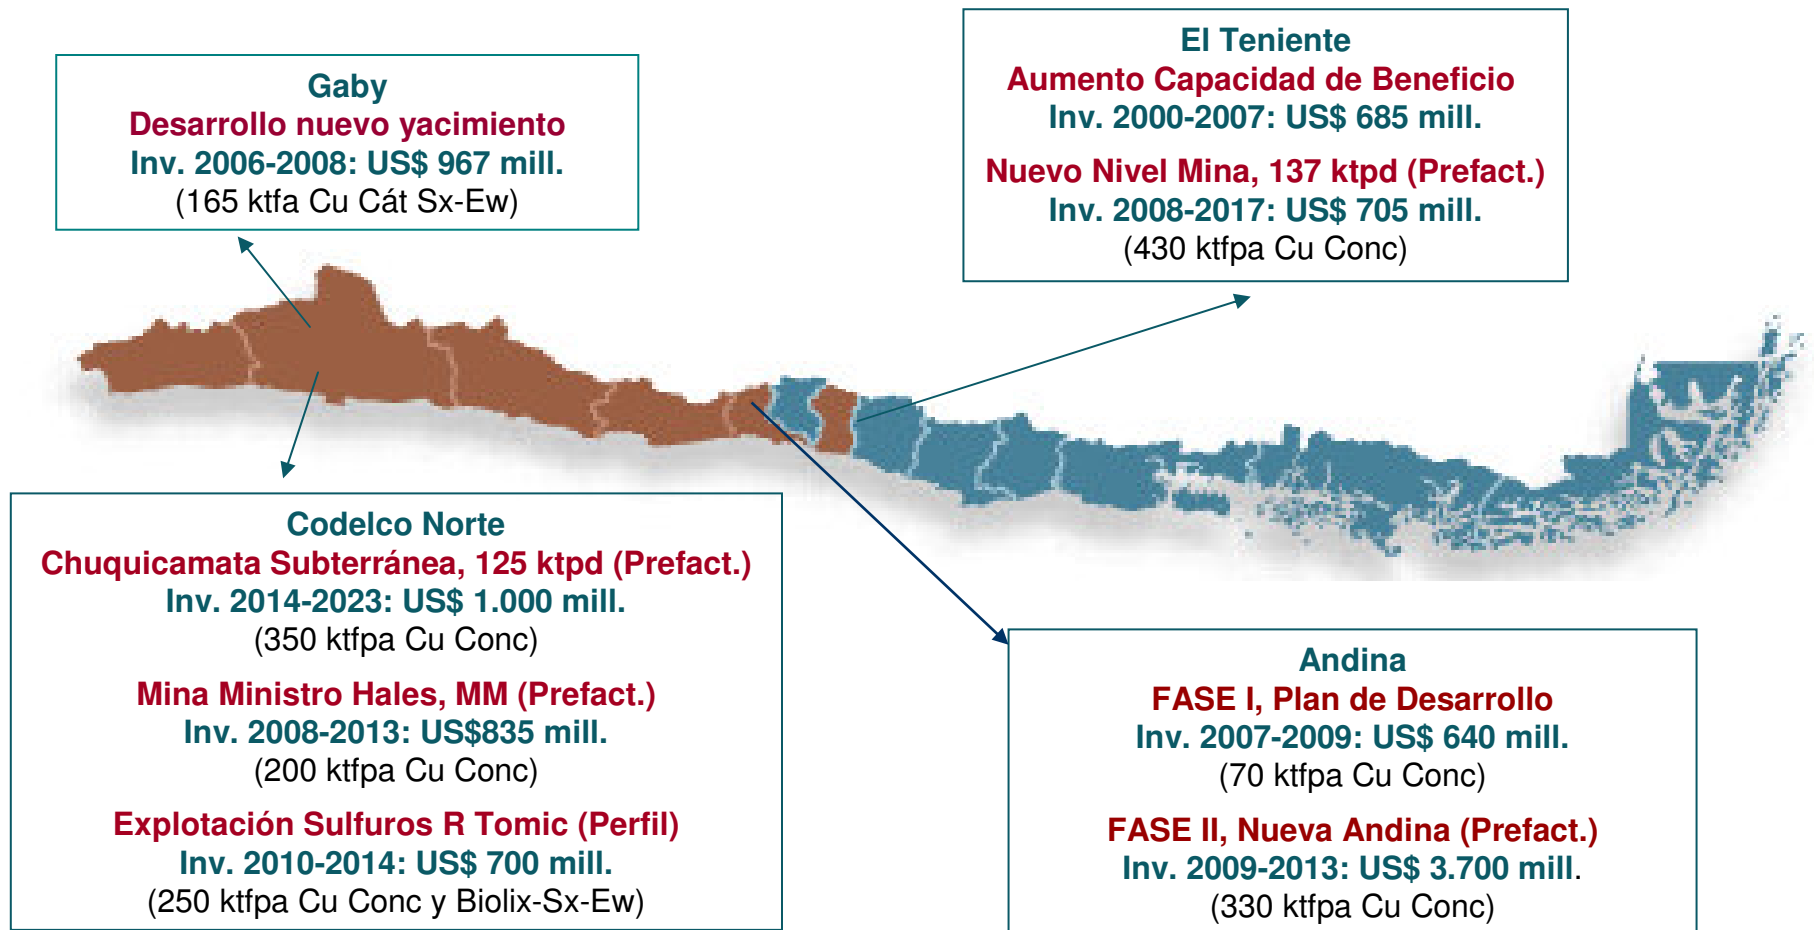 Gaby
Desarrollo nuevo yacimiento
Inv. 2006-2008: US$ 967 mill.
(165 ktfa Cu Cát Sx-Ew)
El Teniente
Aumento Capacidad de Beneficio
Inv. 2000-2007: US$ 685 mill.
Nuevo Nivel Mina, 137 ktpd (Prefact.)
Inv. 2008-2017: US$ 705 mill.
(430 ktfpa Cu Conc)
Codelco Norte
Chuquicamata Subterránea, 125 ktpd (Prefact.)
Inv. 2014-2023: US$ 1.000 mill.
(350 ktfpa Cu Conc)
Mina Ministro Hales, MM (Prefact.)
Inv. 2008-2013: US$835 mill.
(200 ktfpa Cu Conc)
Explotación Sulfuros R Tomic (Perfil)
Inv. 2010-2014: US$ 700 mill.
(250 ktfpa Cu Conc y Biolix-Sx-Ew)
Andina
FASE I, Plan de Desarrollo
Inv. 2007-2009: US$ 640 mill.
(70 ktfpa Cu Conc)
FASE II, Nueva Andina (Prefact.)
Inv. 2009-2013: US$ 3.700 mill.
(330 ktfpa Cu Conc)